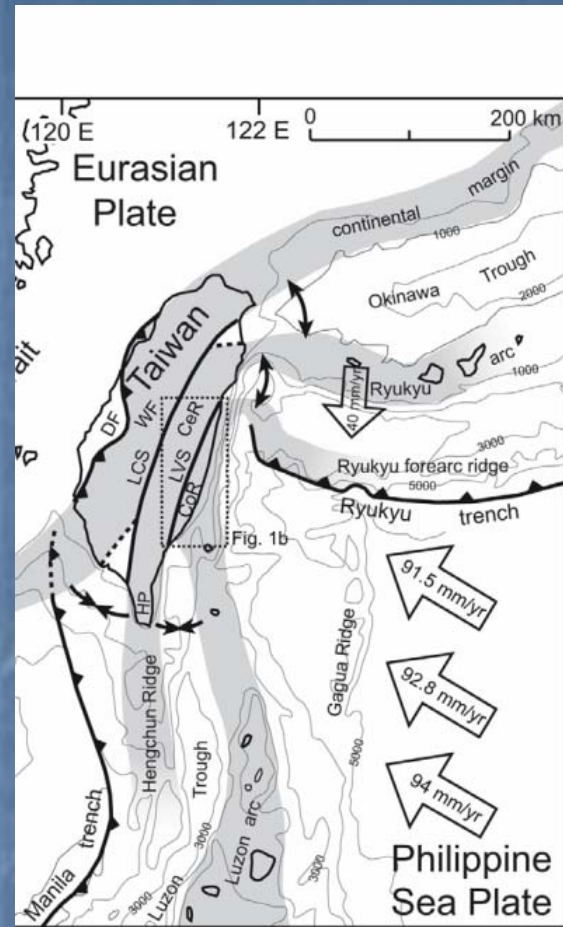 120 E
122 E
0
200 km
Eurasian
Plate
continental
margin
1000
Okinawa
Trough
2000
Taiwan
arc
Ryukyu
1000
40 mm/yr
DF
WF
CeR
LCS
LVS
CoR
3000
Ryukyu forearc ridge
5000
Ryukyu
trench
Fig. 1b
91.5 mm/yr
HP
Gagua Ridge
92.8 mm/yr
Hengchun Ridge
Trough
5000
94 mm/yr
trench
3000
arc
Luzon
3000
Philippine
Manila
3000
Luzon
Sea Plate